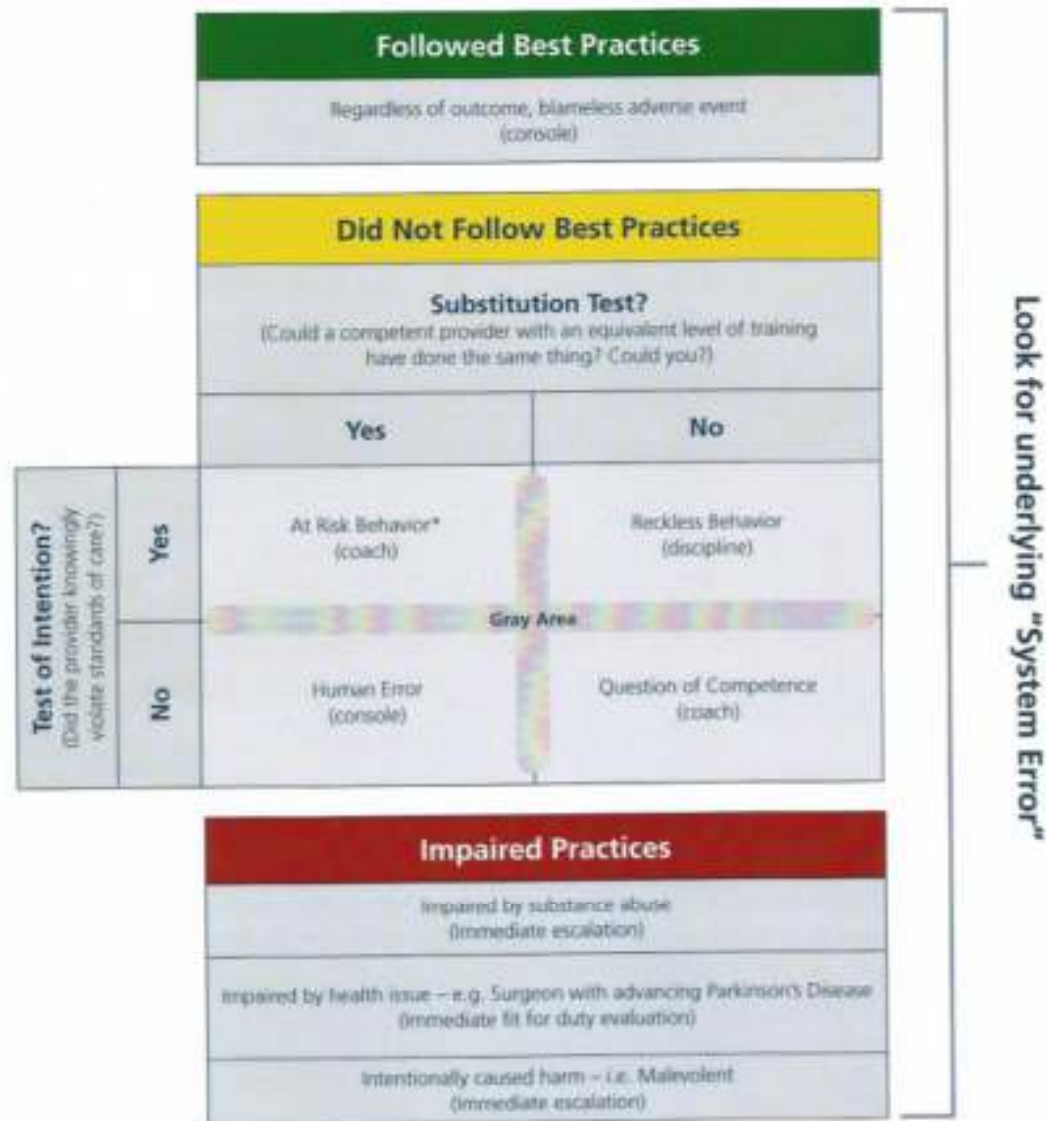 Followed Best Practices
Regardless of outcome, blameless adverse event
(console)
Did Not Follow Best Practices
Substitution Test?
(Could a competent provider with an equivalent level of training
have done the same thing? Could you?)
Yes
No
Test of Intention?
(Did the provider knowingly
violate standards of care?)
Yes
At Risk Behavior*
(coach)
Reckless Behavior
(discipline)
Gray Area
No
Human Error
(console)
Question of Competence
(coach)
Impaired Practices
Impaired by substance abuse
(Immediate escalation)
Impaired by health issue – e.g. Surgeon with advancing Parkinson's Disease
(Immediate fit for duty evaluation)
Intentionally caused harm – i.e. Malevolent
(Immediate escalation)
Look for underlying "System Error"